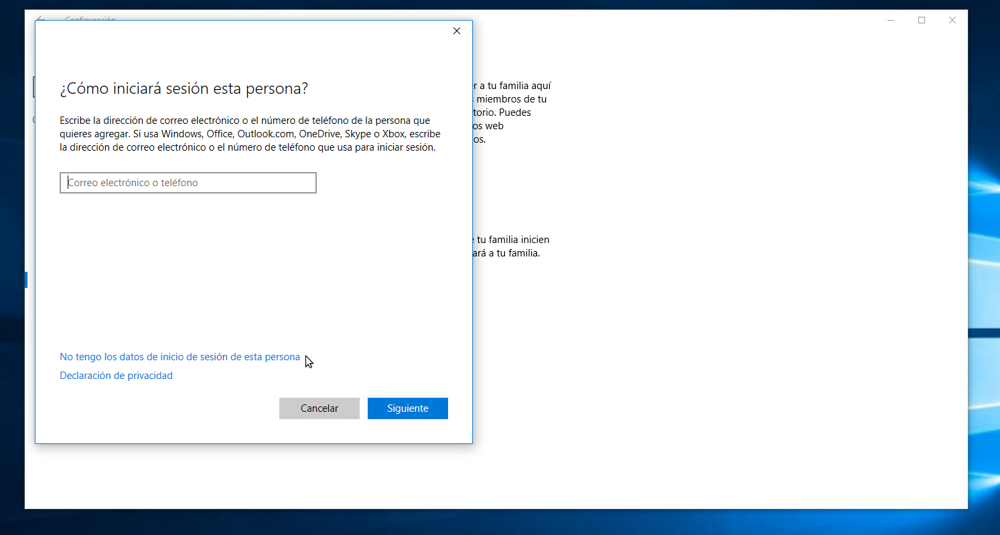 Configuración
¿Cómo iniciará sesión esta persona?
Escribe la dirección de correo electrónico o el número de teléfono de la persona que
quieres agregar. Si usa Windows, Office, Outlook.com, OneDrive, Skype o Xbox, escribe
la dirección de correo electrónico o el número de teléfono que usa para iniciar sesión.
Correo electrónico o teléfono
No tengo los datos de inicio de sesión de esta persona
Declaración de privacidad
Cancelar
Siguiente
a tu familia aquí
miembros de tu
Puedes
web
tu familia inicien
a tu familia.